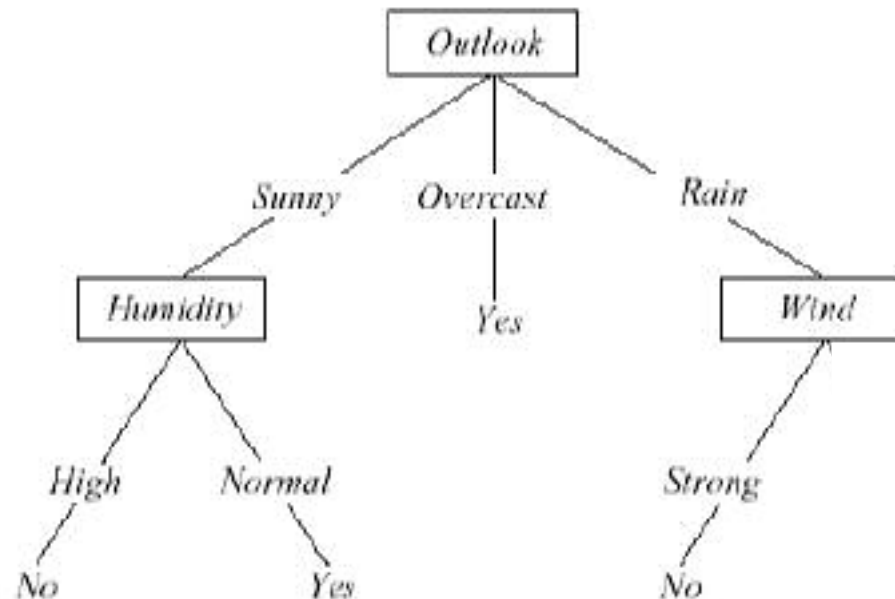 Outlook
Sunny Overcast Rain
Humidity Yes Wind
High Normal Strong
No Yes No